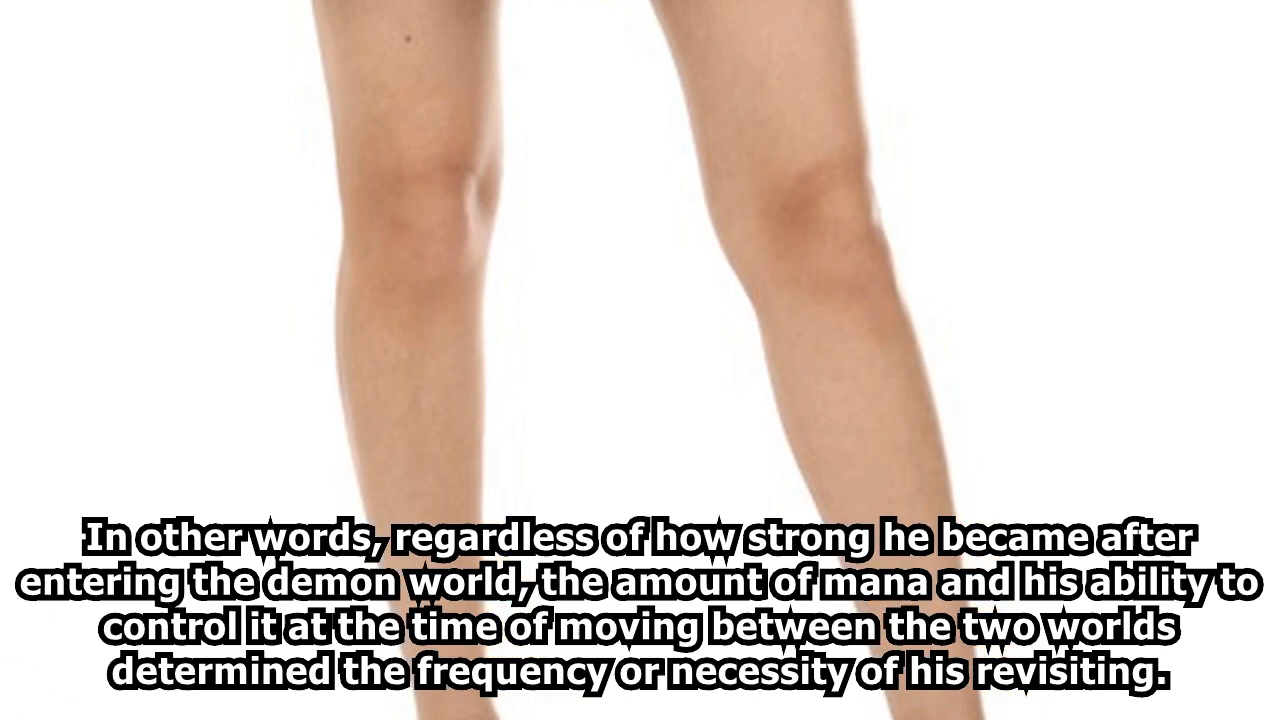 In other words, regardless of how strong he became after
entering the demon world, the amount of mana and his ability to
control it at the time of moving between the two worlds
determined the frequency or necessity of his revisiting.